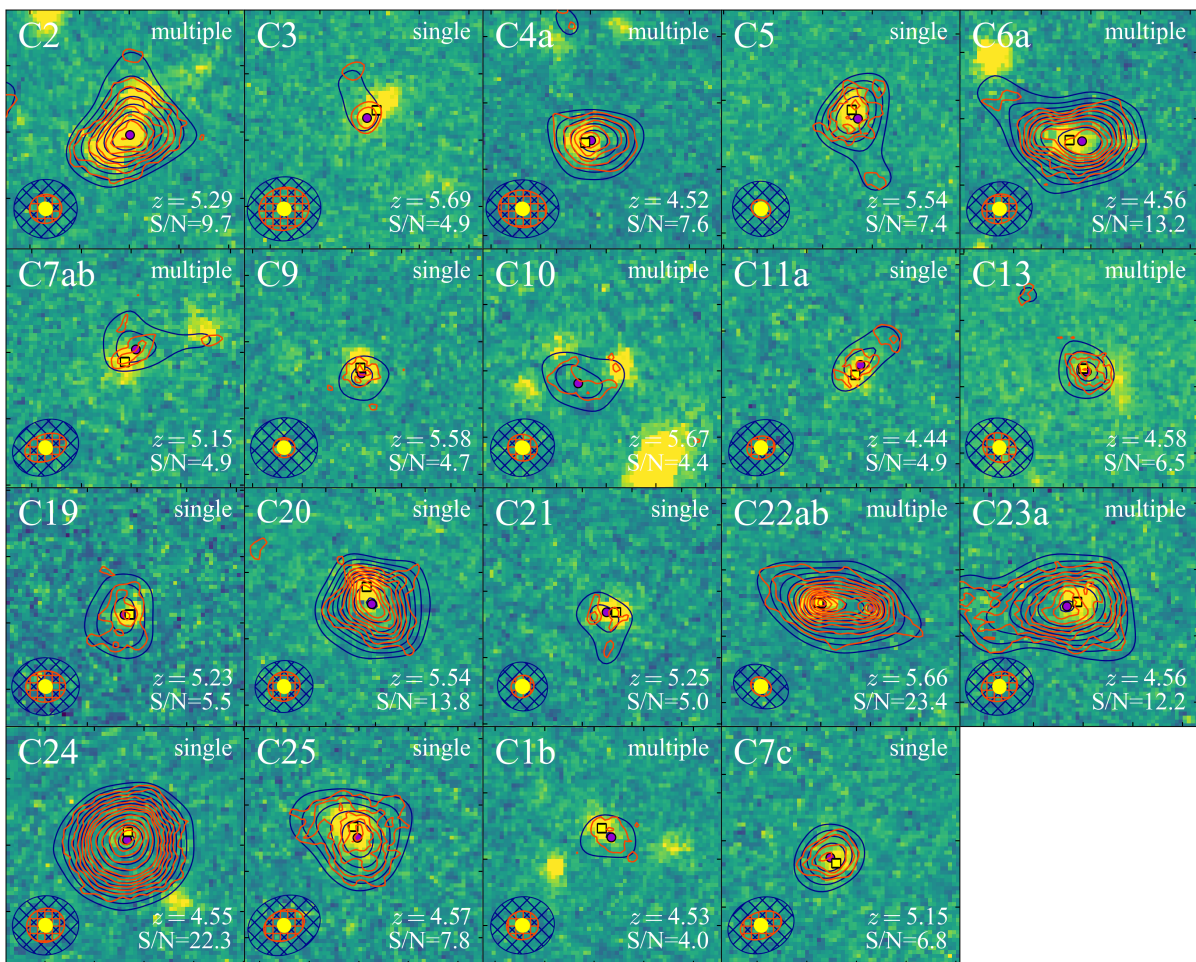 C2 multiple
z = 5.29
S/N=9.7
C3 single
z = 5.69
S/N=4.9
C4a multiple
z = 4.52
S/N=7.6
C5 single
z = 5.54
S/N=7.4
C6a multiple
z = 4.56
S/N=13.2
C7ab multiple
z = 5.15
S/N=4.9
C9 single
z = 5.58
S/N=4.7
C10 multiple
z = 5.67
S/N=4.4
C11a single
z = 4.44
S/N=4.9
C13 multiple
z = 4.58
S/N=6.5
C19 single
z = 5.23
S/N=5.5
C20 single
z = 5.54
S/N=13.8
C21 single
z = 5.25
S/N=5.0
C22ab multiple
z = 5.66
S/N=23.4
C23a multiple
z = 4.56
S/N=12.2
C24 single
z = 4.55
S/N=22.3
C25 single
z = 4.57
S/N=7.8
C1b multiple
z = 4.53
S/N=4.0
C7c single
z = 5.15
S/N=6.8